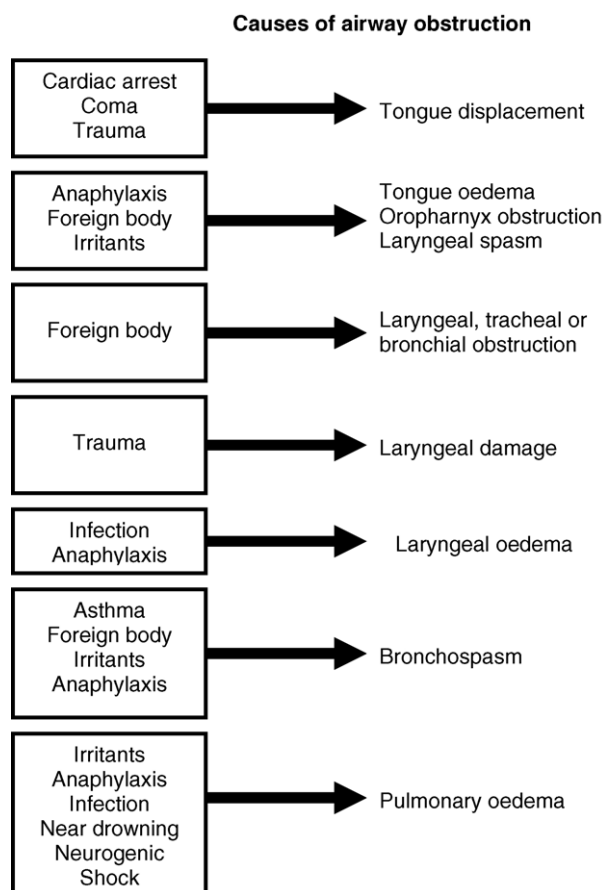 Causes of airway obstruction
Cardiac arrest
Coma
Trauma
Tongue displacement
Anaphylaxis
Foreign body
Irritants
Tongue oedema
Oropharnyx obstruction
Laryngeal spasm
Foreign body
Laryngeal, tracheal or
bronchial obstruction
Trauma
Laryngeal damage
Infection
Anaphylaxis
Laryngeal oedema
Asthma
Foreign body
Irritants
Anaphylaxis
Bronchospasm
Irritants
Anaphylaxis
Infection
Near drowning
Neurogenic
Shock
Pulmonary oedema